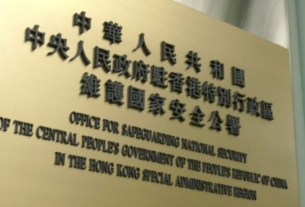 中華人民共和國
中央人民政府駐香港特別行政區
維護國家安全公署
OFFICE FOR SAFEGUARDING NATIONAL SECURITY
OF THE CENTRAL PEOPLE'S GOVERNMENT OF THE PEOPLE'S REPUBLIC OF CHINA
IN THE HONG KONG SPECIAL ADMINISTRATIVE REGION